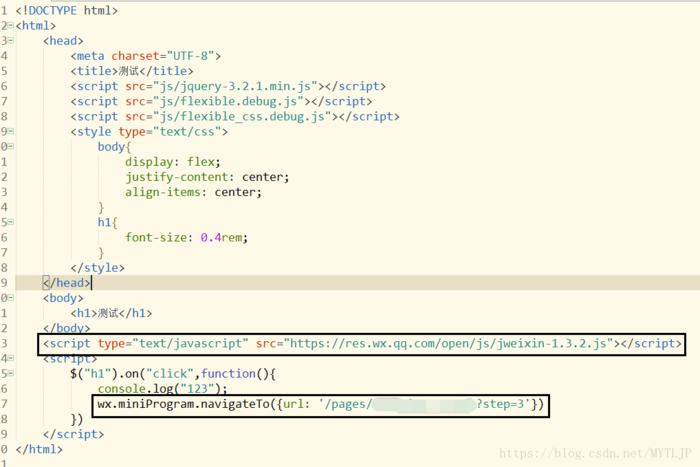 1 <!DOCTYPE html>
2 <html>
3 <head>
4 <meta charset="UTF-8">
5 <title>测试</title>
6 <script src="js/jquery-3.2.1.min.js"></script>
7 <script src="js/flexible.debug.js"></script>
8 <script src="js/flexible_css.debug.js"></script>
9 <style type="text/css">
0 body{
1 display: flex;
2 justify-content: center;
3 align-items: center;
4 }
5 h1{
6 font-size: 0.4rem;
7 }
8 </style>
9 </head>
0 <body>
1 <h1>测试</h1>
2 </body>
3 <script type="text/javascript" src="https://res.wx.qq.com/open/js/jweixin-1.3.2.js"></script>
4 <script>
5 $("h1").on("click",function(){
6 console.log("123");
7 wx.miniProgram.navigateTo({url: '/pages/ ?step=3'})
8 })
9 </script>
0 </html>
1
https://blog.csdn.net/MYTLJP